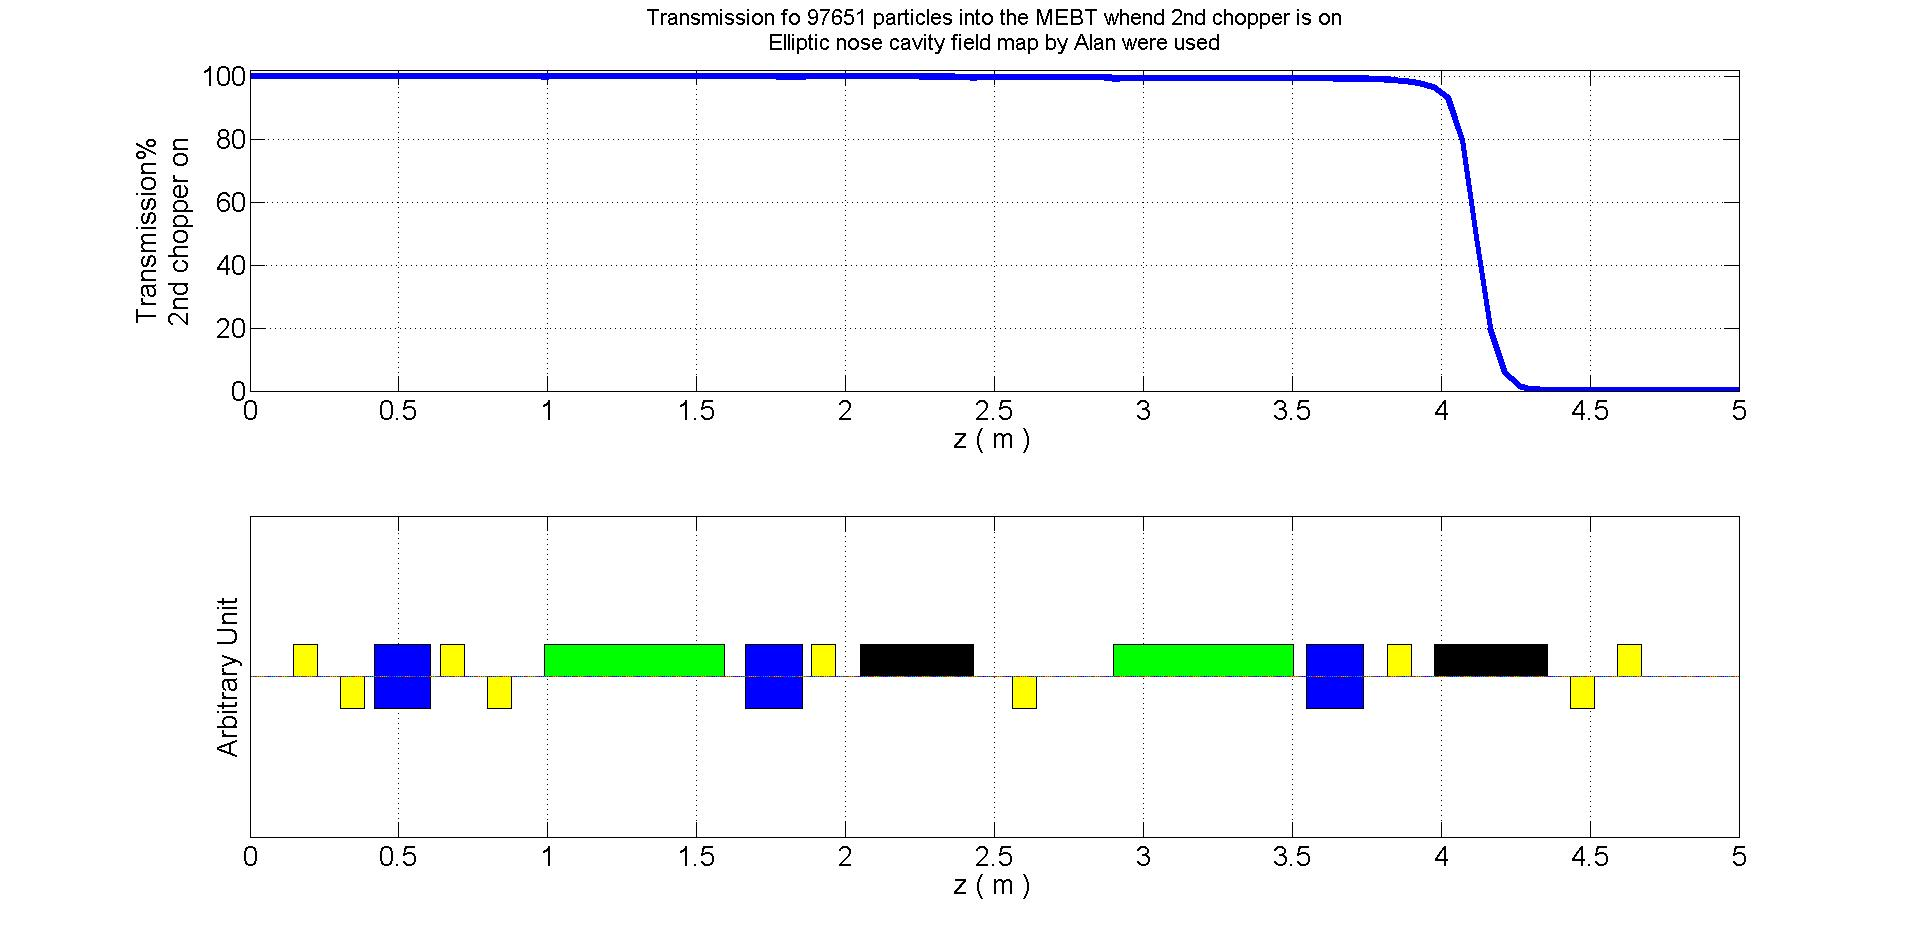 Transmission fo 97651 particles into the MEBT whend 2nd chopper is on
Elliptic nose cavity field map by Alan were used
Transmission%
2nd chopper on
100
80
60
40
20
0
0 0.5 1 1.5 2 2.5 3 3.5 4 4.5 5
z ( m )
Arbitrary Unit
0 0.5 1 1.5 2 2.5 3 3.5 4 4.5 5
z ( m )